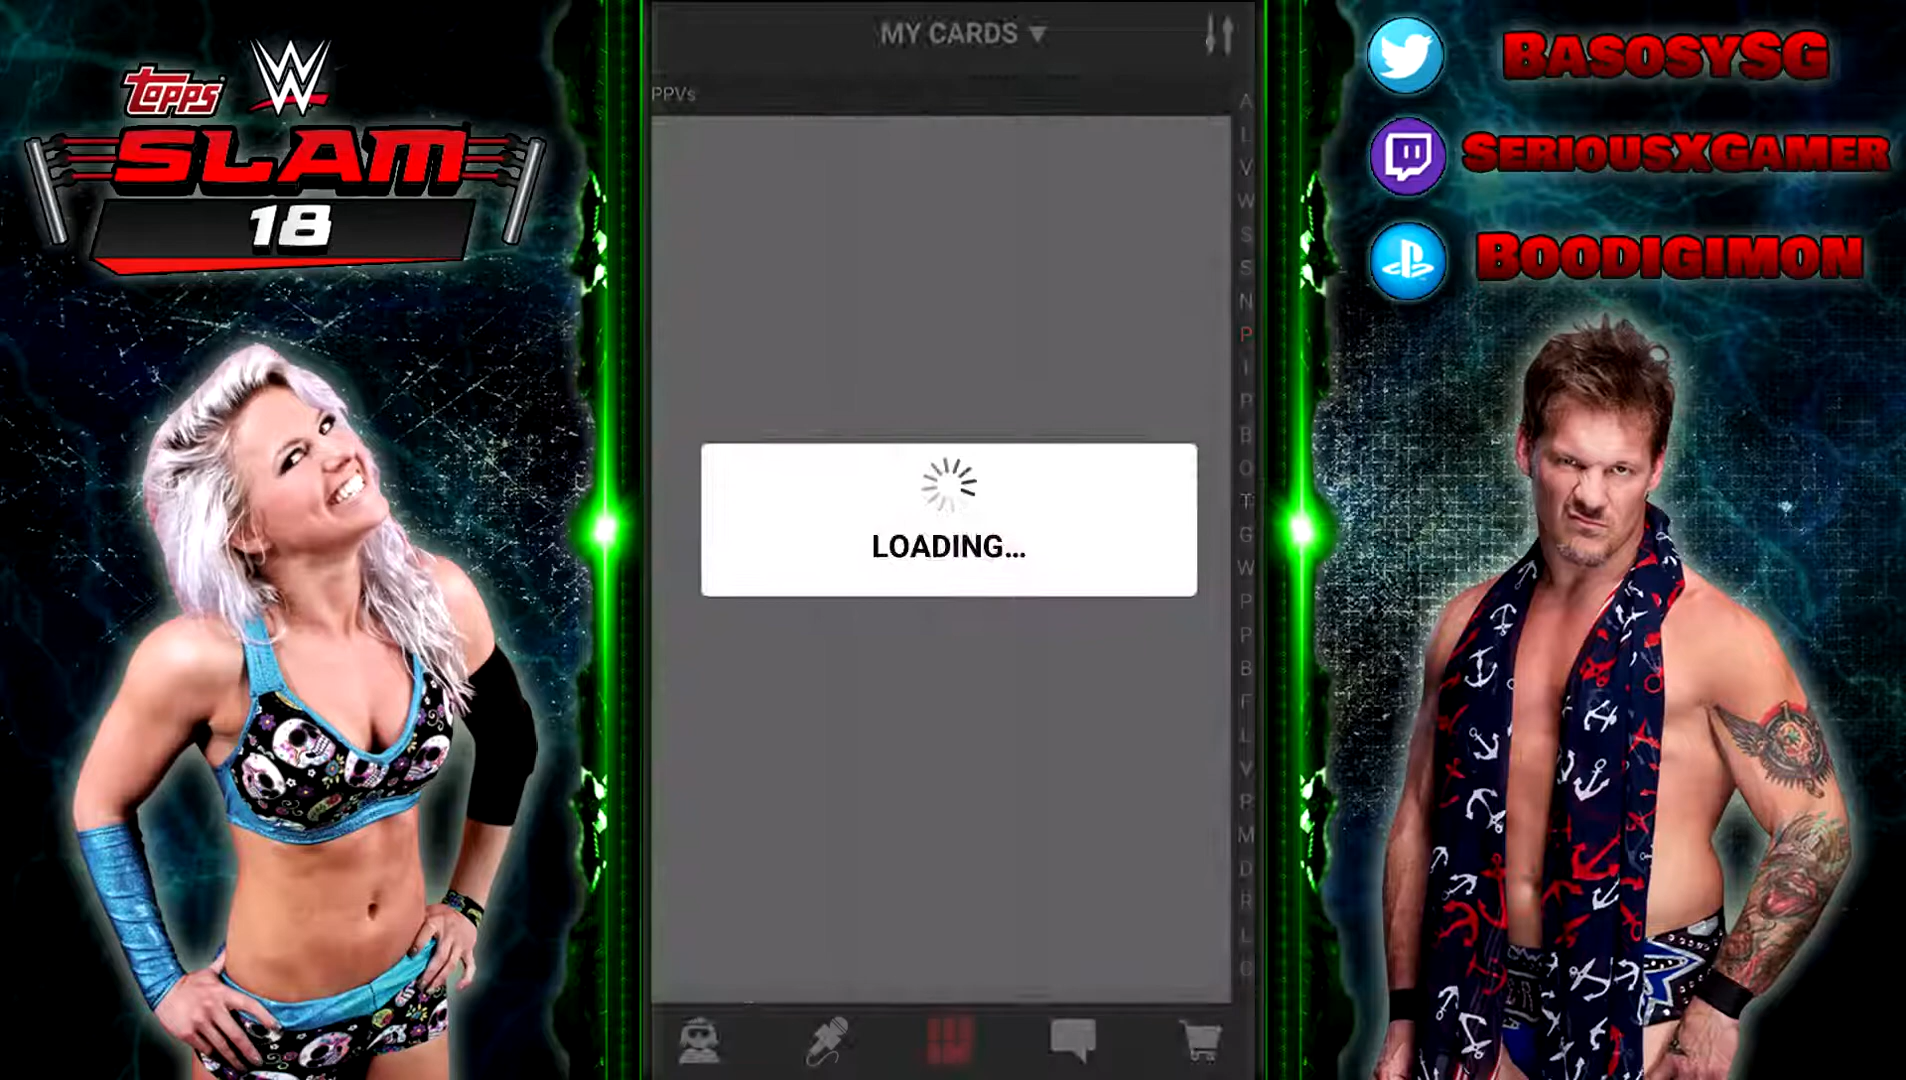 TOPPS
W
SLAM
18
MY CARDS
PPVs
A
L
V
W
S
S
N
P
I
P
B
O
T
G
W
P
P
B
F
L
V
P
M
D
R
L
C
LOADING...
BASOSYSG
SERIOUSXGAMER
BOODIGIMON